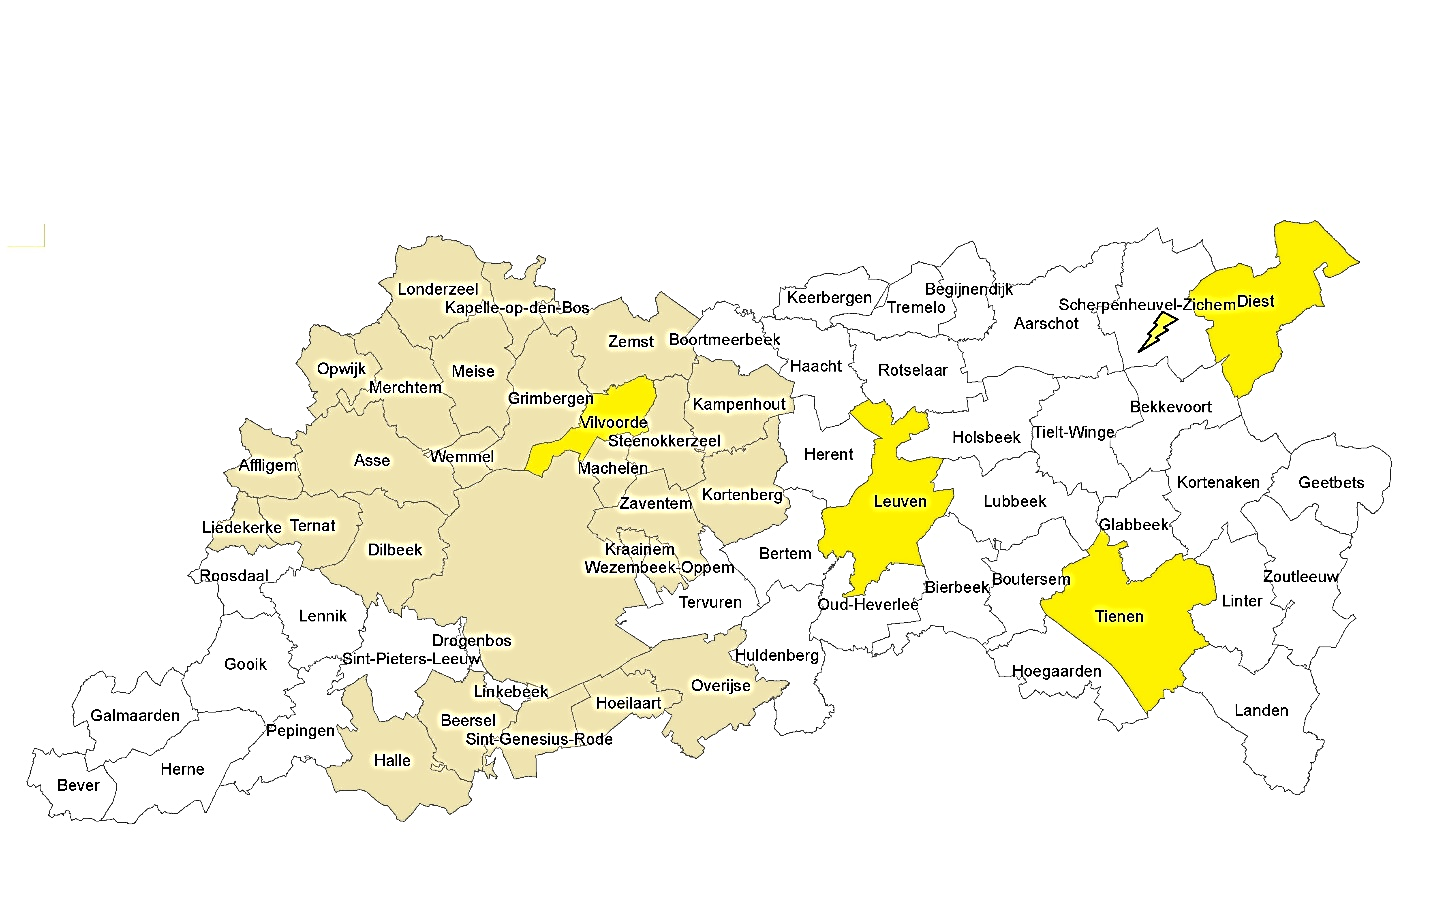 Londerzeel
Kapelle-op-den-Bos
Keerbergen
Begijnendijk
Tremelo
Scherpenheuvel-Zichem
Diest
Aarschot
Zemst
Boortmeerbeek
Haacht
Rotselaar
Opwijk
Merchtem
Meise
Grimbergen
Kampenhout
Bekkevoort
Vilvoorde
Steenokkerzeel
Holsbeek
Tielt-Winge
Affligem
Asse
Wemmel
Machelen
Herent
Kortenaken
Geetbets
Zaventem
Kortenberg
Leuven
Lubbeek
Liedekerke
Ternat
Glabbeek
Dilbeek
Kraainem
Wezembeek-Oppem
Bertem
Roosdaal
Bierbeek
Boutersem
Zoutleeuw
Lennik
Tervuren
Oud-Heverlee
Tienen
Linter
Drogenbos
Sint-Pieters-Leeuw
Gooik
Huldenberg
Hoegaarden
Linkebeek
Overijse
Galmaarden
Hoeilaart
Landen
Pepingen
Beersel
Sint-Genesius-Rode
Herne
Halle
Bever